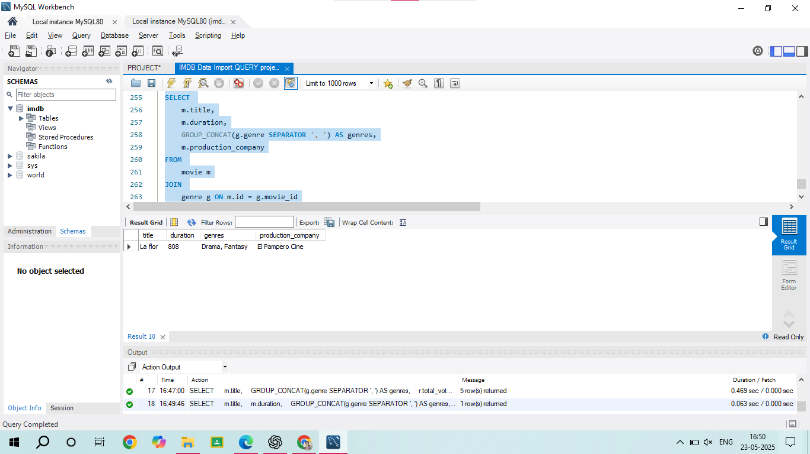 MySQL Workbench
Local instance MySQL80 × Local instance MySQL80 (imd... ×
File Edit View Query Database Server Tools Scripting Help
Navigator
PROJECT* IMDB Data Import QUERY proje... ×
SCHEMAS
Filter objects
Limit to 1000 rows
imdb
Tables
Views
Stored Procedures
Functions
sakila
sys
world
255 SELECT
256 m.title,
257 m.duration,
258 GROUP_CONCAT(g.genre SEPARATOR ', ') AS genres,
259 m.production_company
260 FROM
261 movie m
262 JOIN
263 genre g ON m.id = g.movie_id
Administration Schemas
Information
No object selected
Result Grid Filter Rows: Export: Wrap Cell Content:
title duration genres production_company
La flor 808 Drama, Fantasy El Pampero Cine
Result Grid
Form Editor
Result 10 × Read Only
Output
Action Output
# Time Action Message Duration / Fetch
17 16:47:00 SELECT m.title, GROUP_CONCAT(g.genre SEPARATOR ', ') AS genres, r.total_vot... 5 row(s) returned 0.469 sec / 0.000 sec
18 16:49:46 SELECT m.title, m.duration, GROUP_CONCAT(g.genre SEPARATOR ', ') AS genres,... 1 row(s) returned 0.063 sec / 0.000 sec
Object Info Session
Query Completed
ENG 16:50
23-05-2025